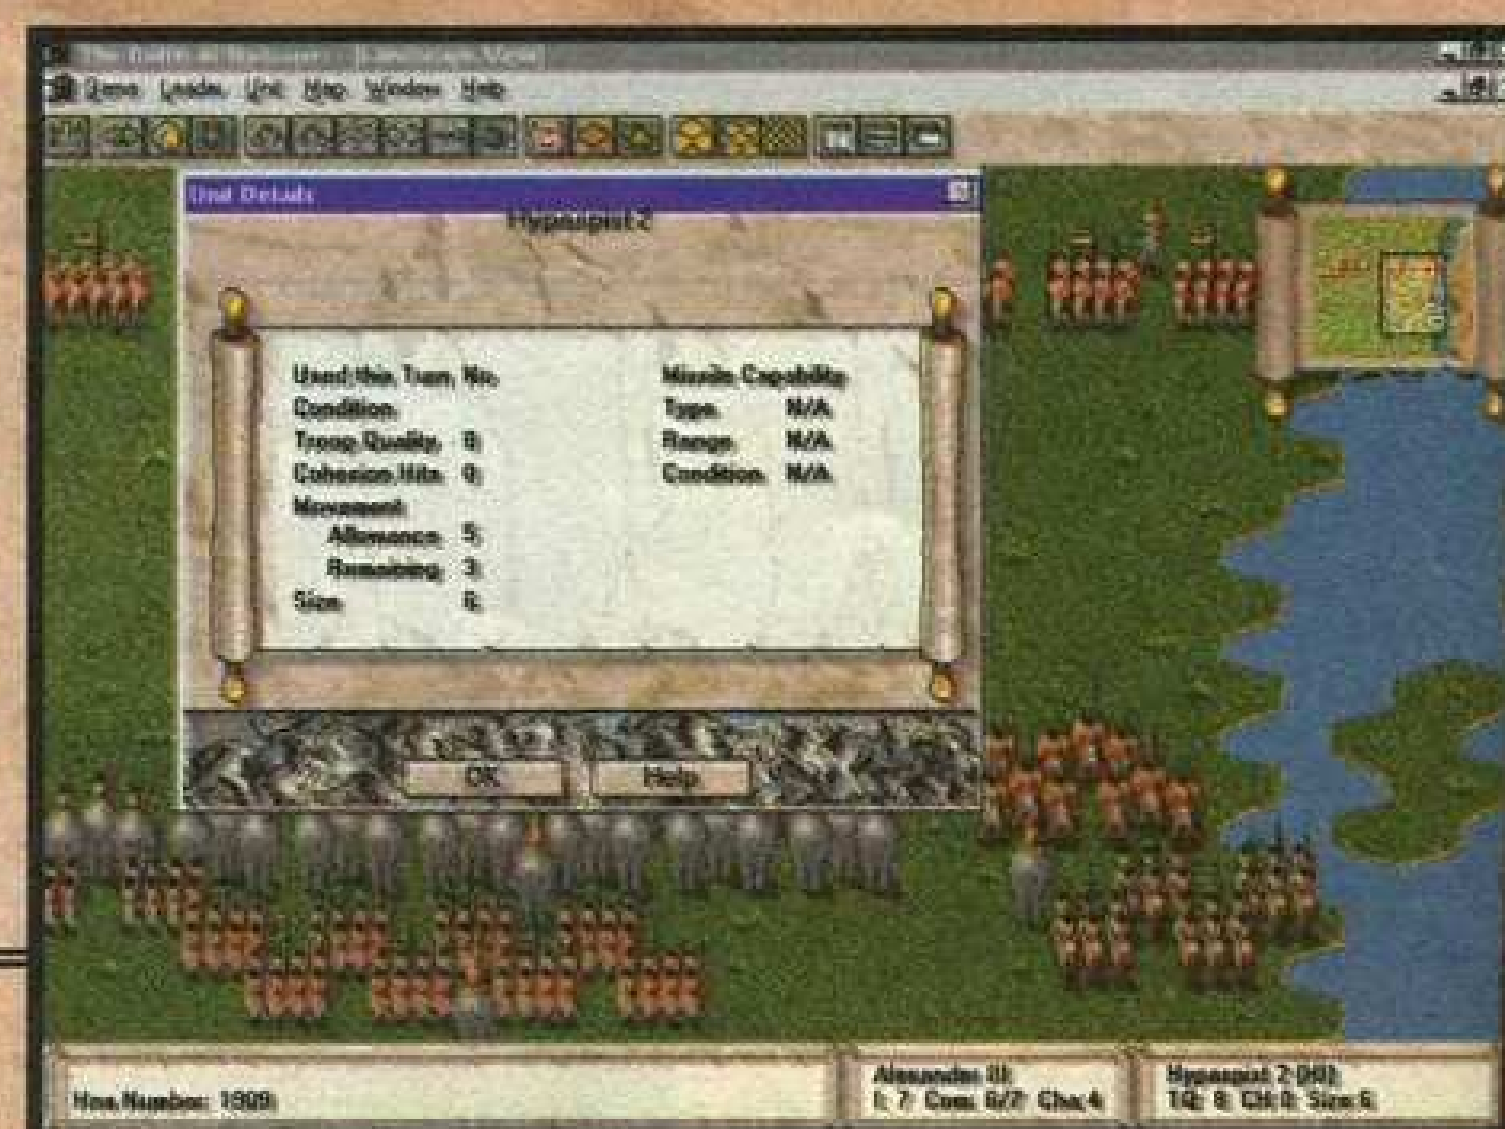 Game Leader Unit Map Window Help
Unit Details
Hypaspist 2
Used this Turn No
Condition
Troop Quality 8
Cohesion Hits 0
Movement
Allowance 5
Remaining 3
Size 6
Missile Capability
Type N/A
Range N/A
Condition N/A
OK Help
Hex Number: 1909
Alexander III
I: 7 Com: 6/7 Cha: 4
Hypaspist 2 [HI]
TQ: 8 CH: 0 Size: 6